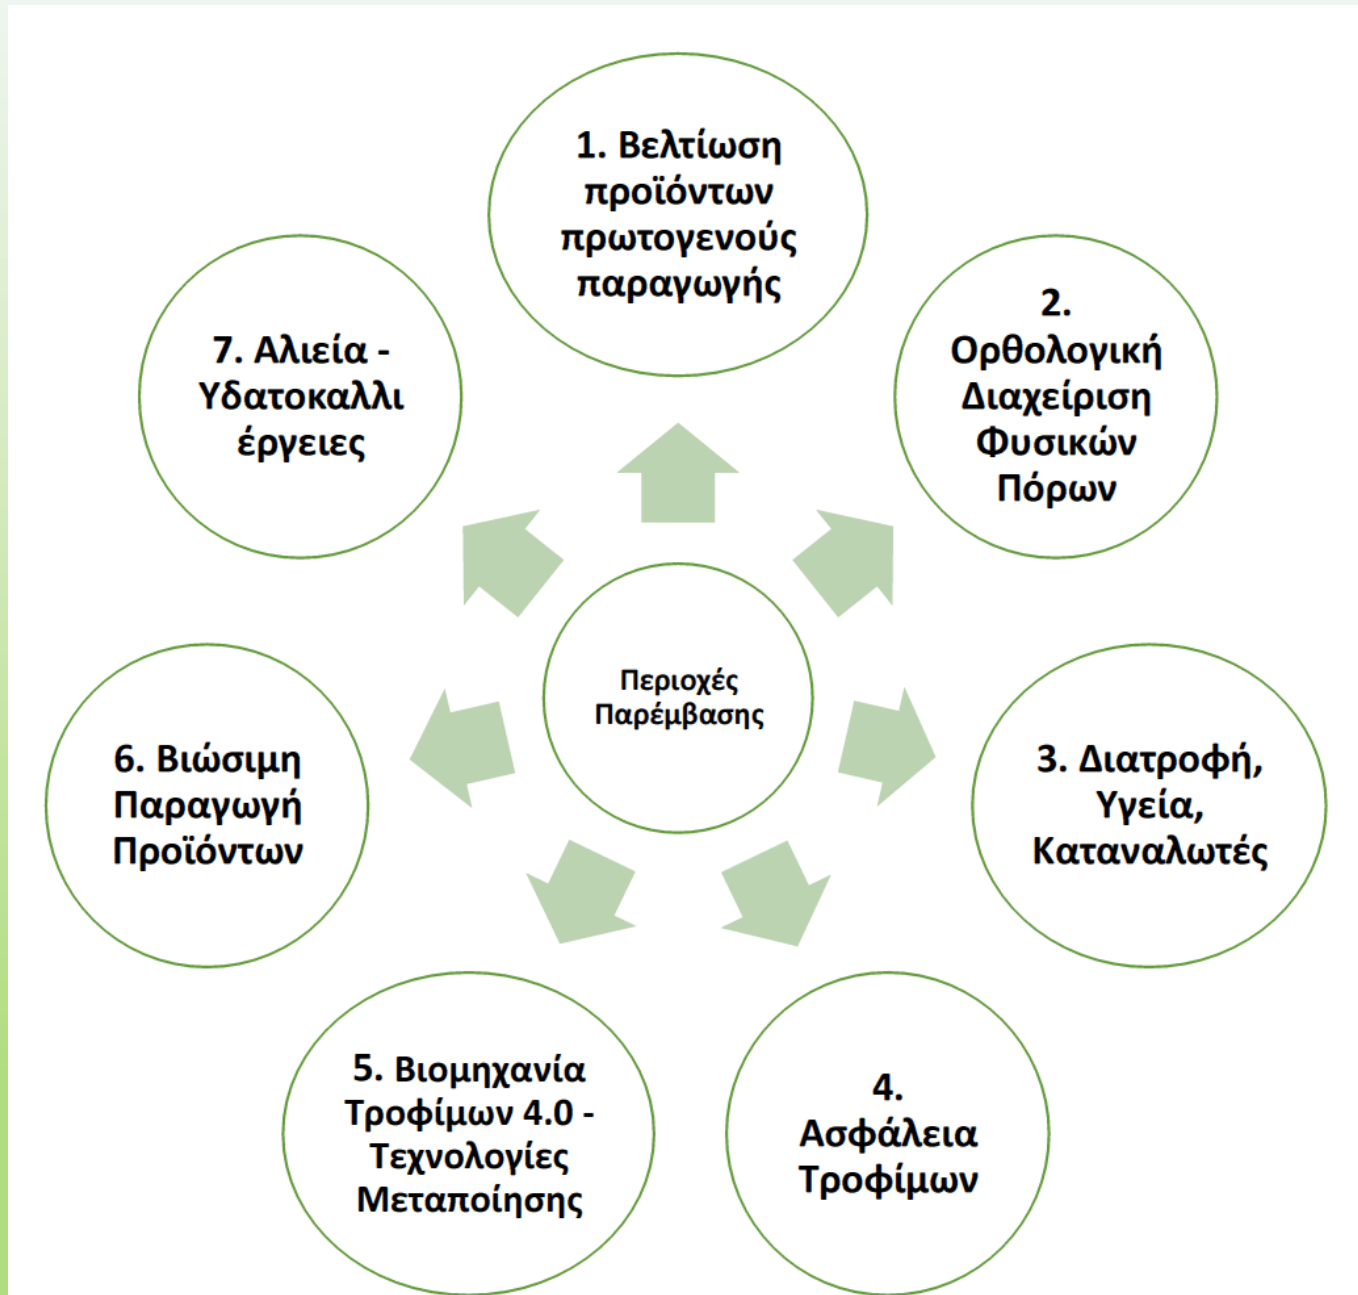 1. Βελτίωση
προϊόντων
πρωτογενούς
παραγωγής
2.
Ορθολογική
Διαχείριση
Φυσικών
Πόρων
3. Διατροφή,
Υγεία,
Καταναλωτές
4.
Ασφάλεια
Τροφίμων
5. Βιομηχανία
Τροφίμων 4.0 -
Τεχνολογίες
Μεταποίησης
6. Βιώσιμη
Παραγωγή
Προϊόντων
7. Αλιεία -
Υδατοκαλλι
έργειες
Περιοχές
Παρέμβασης